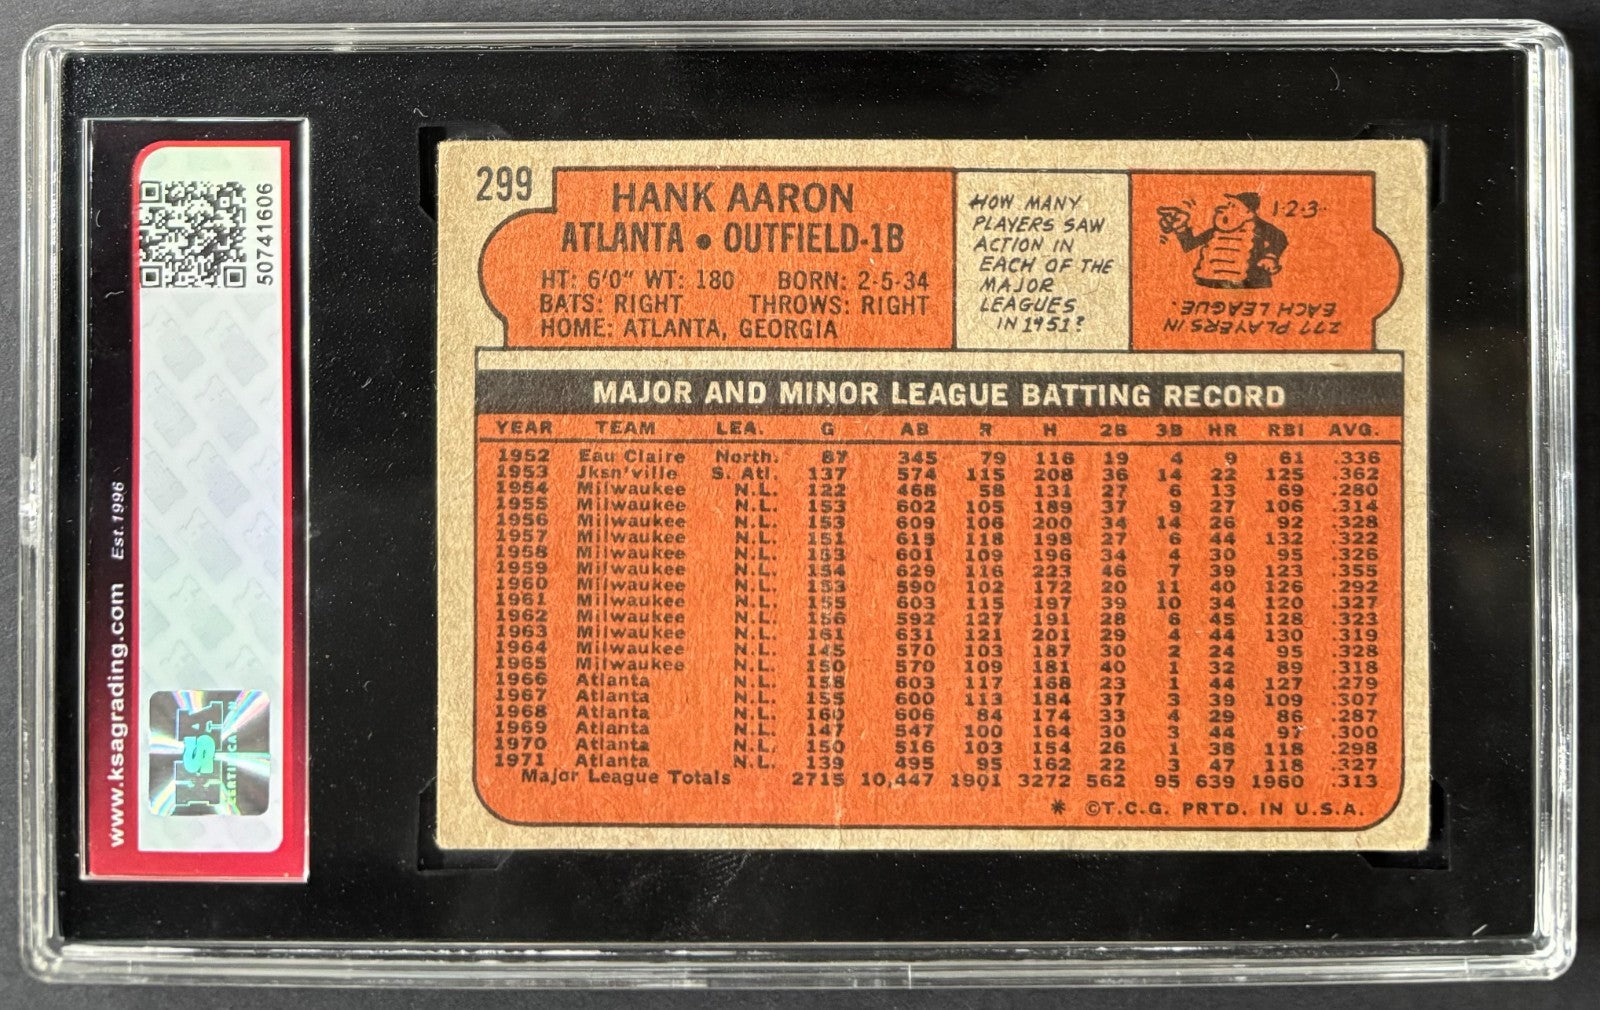 50741606
www.ksagrading.com Est.1996
KSA
CERTIFICATION
299
HANK AARON
ATLANTA • OUTFIELD-1B
HT: 6'0" WT: 180 BORN: 2-5-34
BATS: RIGHT THROWS: RIGHT
HOME: ATLANTA, GEORGIA
HOW MANY
PLAYERS SAW
ACTION IN
EACH OF THE
MAJOR
LEAGUES
IN 1951?
1-2-3-
277 PLAYERS IN
EACH LEAGUE.
MAJOR AND MINOR LEAGUE BATTING RECORD
YEAR TEAM LEA. G AB R H 2B 3B HR RBI AVG.
1952 Eau Claire North. 87 345 79 116 19 4 9 61 .336
1953 Jksn'ville S. Atl. 137 574 115 208 36 14 22 125 .362
1954 Milwaukee N.L. 122 468 58 131 27 6 13 69 .280
1955 Milwaukee N.L. 153 602 105 189 37 9 27 106 .314
1956 Milwaukee N.L. 153 609 106 200 34 14 26 92 .328
1957 Milwaukee N.L. 151 615 118 198 27 6 44 132 .322
1958 Milwaukee N.L. 153 601 109 196 34 4 30 95 .326
1959 Milwaukee N.L. 154 629 116 223 46 7 39 123 .355
1960 Milwaukee N.L. 153 590 102 172 20 11 40 126 .292
1961 Milwaukee N.L. 155 603 115 197 39 10 34 120 .327
1962 Milwaukee N.L. 156 592 127 191 28 6 45 128 .323
1963 Milwaukee N.L. 161 631 121 201 29 4 44 130 .319
1964 Milwaukee N.L. 145 570 103 187 30 2 24 95 .328
1965 Milwaukee N.L. 150 570 109 181 40 1 32 89 .318
1966 Atlanta N.L. 158 603 117 168 23 1 44 127 .279
1967 Atlanta N.L. 155 600 113 184 37 3 39 109 .307
1968 Atlanta N.L. 160 606 84 174 33 4 29 86 .287
1969 Atlanta N.L. 147 547 100 164 30 3 44 97 .300
1970 Atlanta N.L. 150 516 103 154 26 1 38 118 .298
1971 Atlanta N.L. 139 495 95 162 22 3 47 118 .327
Major League Totals 2715 10,447 1901 3272 562 95 639 1960 .313
* ©T.C.G. PRTD. IN U.S.A.